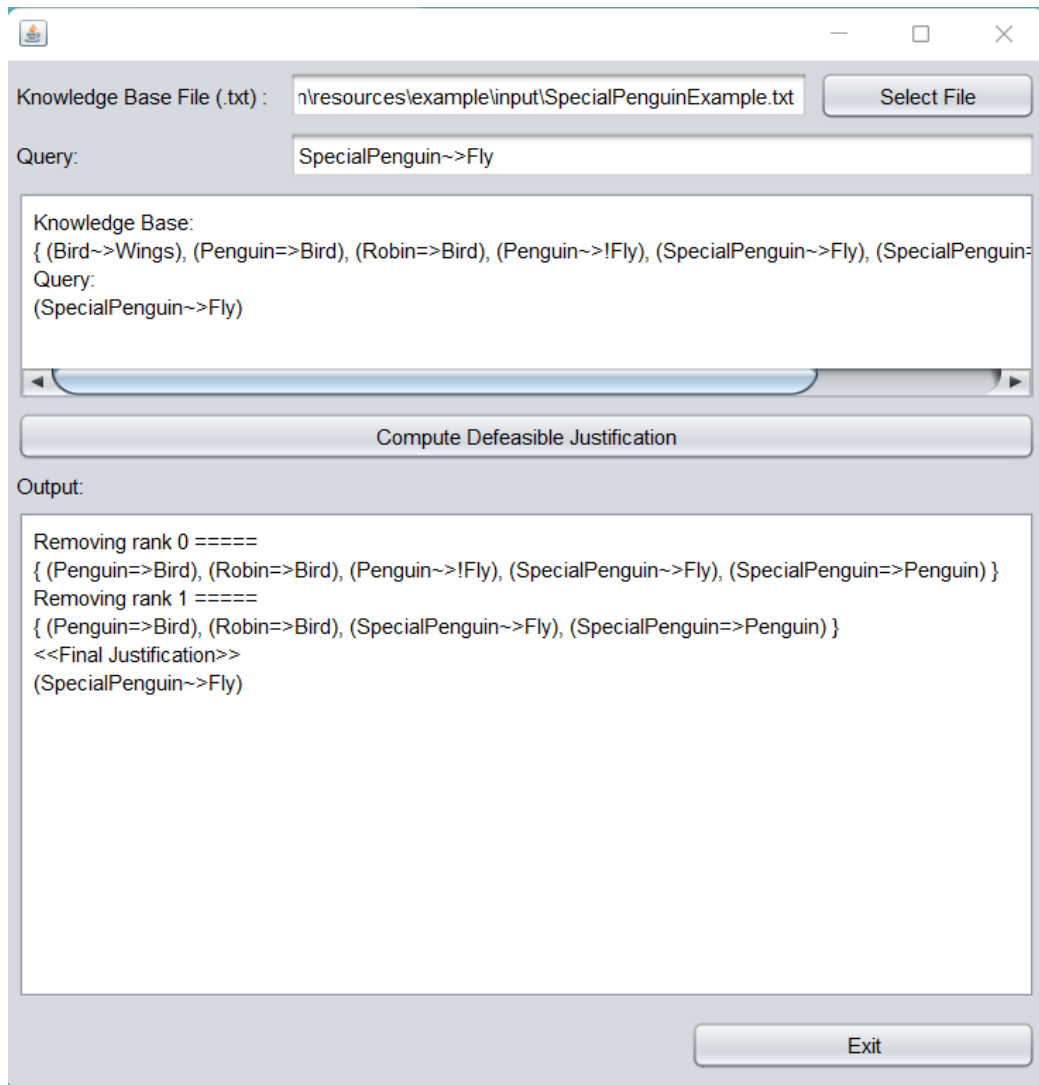 Knowledge Base File (.txt) :
n\resources\example\input\SpecialPenguinExample.txt
Select File
Query:
SpecialPenguin~>Fly
Knowledge Base:
{ (Bird~>Wings), (Penguin=>Bird), (Robin=>Bird), (Penguin~>!Fly), (SpecialPenguin~>Fly), (SpecialPenguin=
Query:
(SpecialPenguin~>Fly)
Compute Defeasible Justification
Output:
Removing rank 0 =====
{ (Penguin=>Bird), (Robin=>Bird), (Penguin~>!Fly), (SpecialPenguin~>Fly), (SpecialPenguin=>Penguin) }
Removing rank 1 =====
{ (Penguin=>Bird), (Robin=>Bird), (SpecialPenguin~>Fly), (SpecialPenguin=>Penguin) }
<<Final Justification>>
(SpecialPenguin~>Fly)
Exit